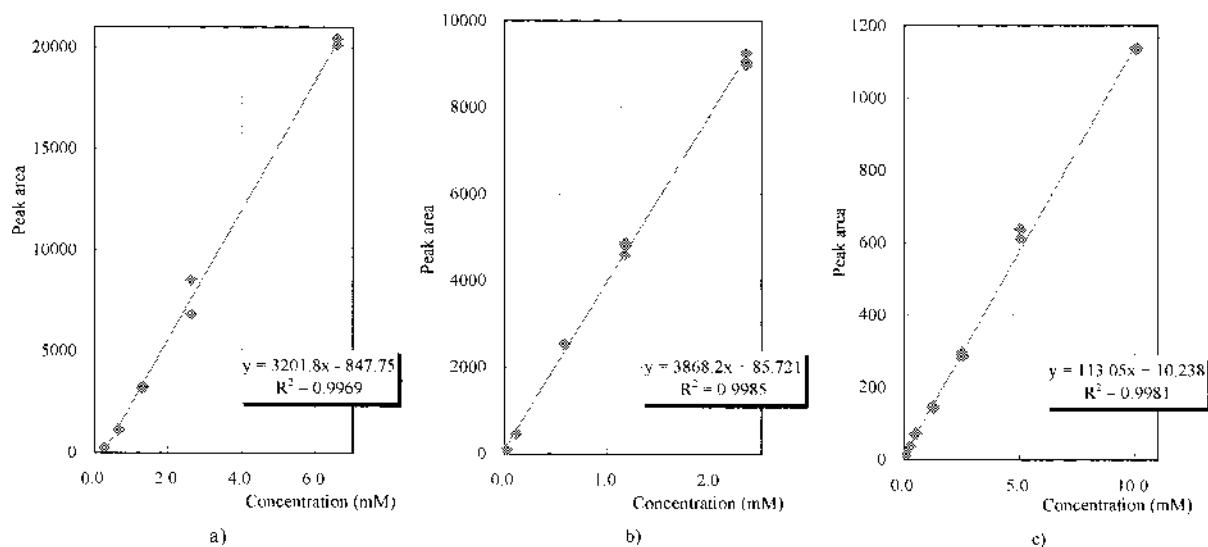 20000
15000
10000
5000
0
Peak area
y = 3201.8x - 847.75
R² = 0.9969
0.0 2.0 4.0 6.0
Concentration (mM)
a)
10000
8000
6000
4000
2000
0
Peak area
y = 3868.2x + 85.721
R² = 0.9985
0.0 1.0 2.0
Concentration (mM)
b)
1200
1000
800
600
400
200
0
Peak area
y = 113.05x + 10.238
R² = 0.9981
0.0 5.0 10.0
Concentration (mM)
c)